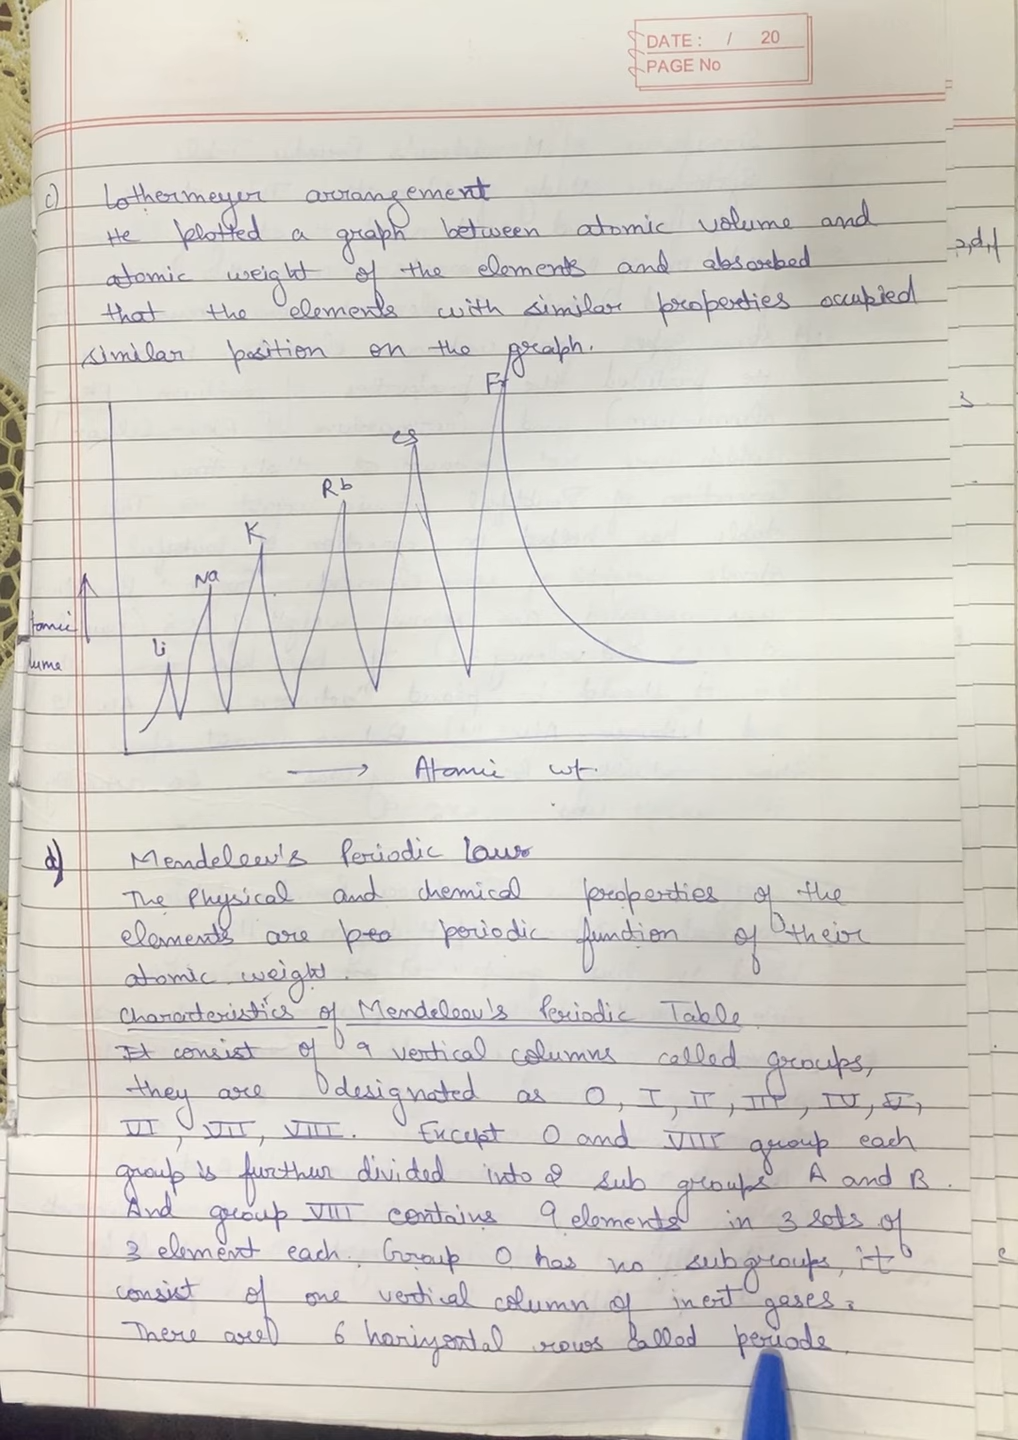 DATE: / 20
PAGE No
c) Lothermeyer arrangement
He plotted a graph between atomic volume and
atomic weight of the elements and absorbed
that the elements with similar properties occupied
similar position on the graph.
Fr
Cs
Rb
K
Na
Li
tomic
lume
Atomic wt.
d) Mendeleev's Periodic Law
The Physical and chemical properties of the
elements are pro periodic function of their
atomic weight.
Characteristics of Mendeleev's Periodic Table
It consist of 9 vertical columns called groups,
they are designated as O, I, II, III, IV, V,
VI, VII, VIII. Except O and VIII group each
group is further divided into 2 sub groups A and B.
And group VIII contains 9 elements in 3 sets of
3 element each. Group O has no subgroups, it
consist of one vertical column of inert gases.
There are 6 horizontal rows called periods.